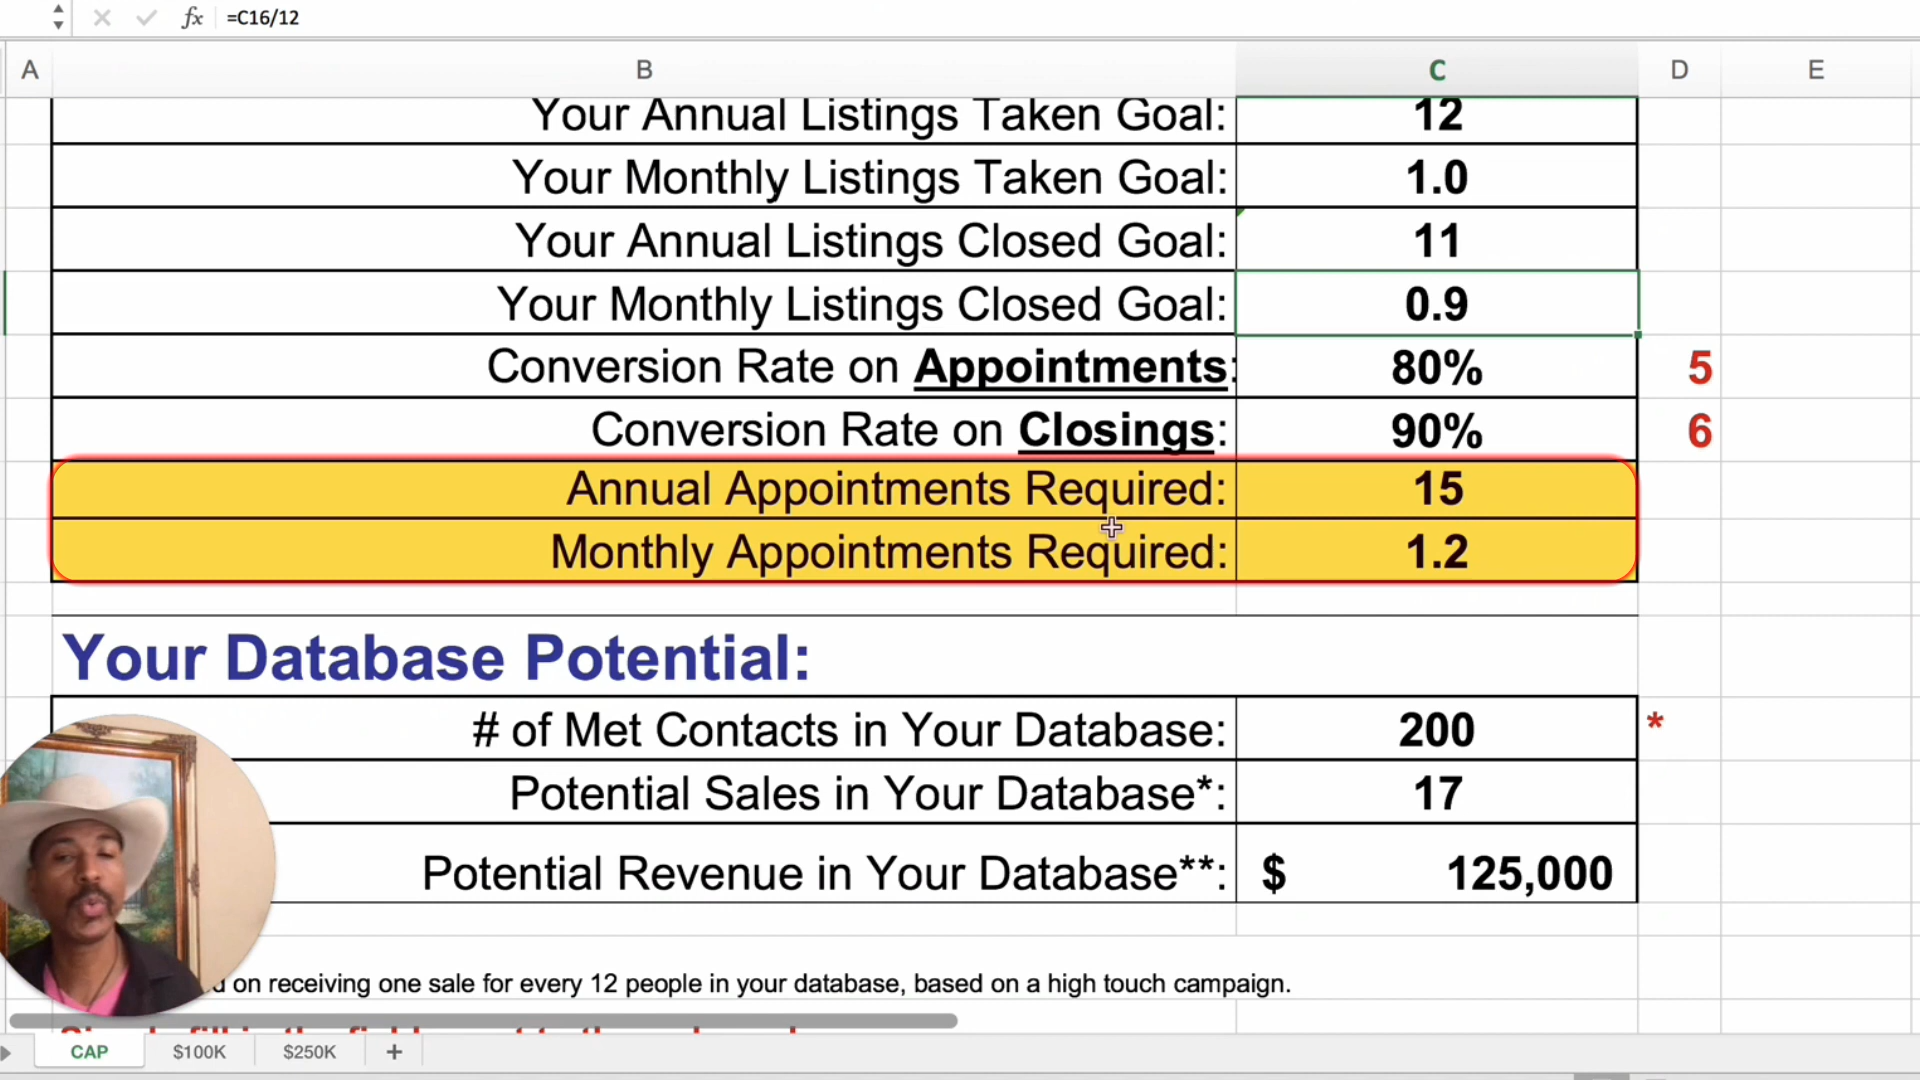 fx =C16/12
A B C D E
Your Annual Listings Taken Goal: 12
Your Monthly Listings Taken Goal: 1.0
Your Annual Listings Closed Goal: 11
Your Monthly Listings Closed Goal: 0.9
Conversion Rate on Appointments: 80% 5
Conversion Rate on Closings: 90% 6
Annual Appointments Required: 15
Monthly Appointments Required: 1.2
Your Database Potential:
# of Met Contacts in Your Database: 200 *
Potential Sales in Your Database*: 17
Potential Revenue in Your Database**: $ 125,000
on receiving one sale for every 12 people in your database, based on a high touch campaign.
CAP $100K $250K +